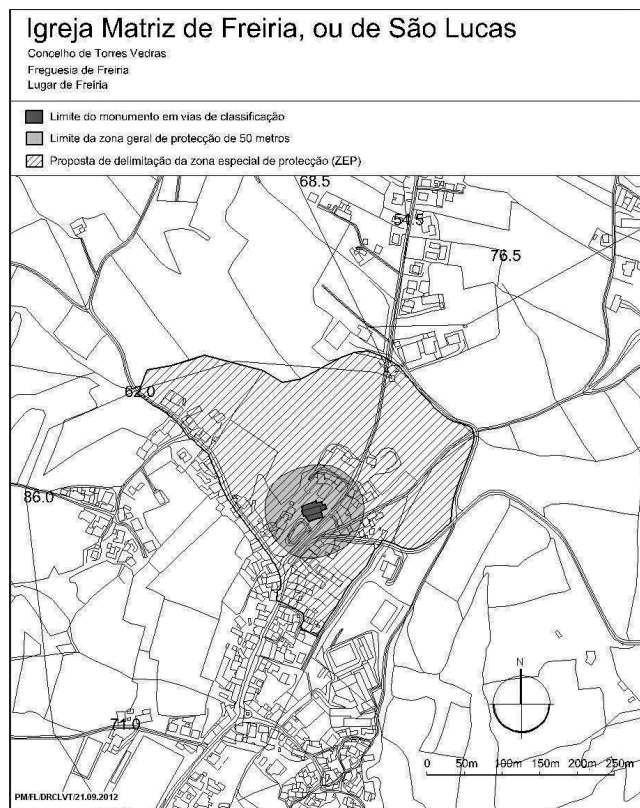 Igreja Matriz de Freiria, ou de São Lucas
Concelho de Torres Vedras
Freguesia de Freiria
Lugar de Freiria
Limite do monumento em vias de classificação
Limite da zona geral de protecção de 50 metros
Proposta de delimitação da zona especial de protecção (ZEP)
68.5
54.5
76.5
62.0
86.0
71.0
N
0 50m 100m 150m 200m 250m
PM/FL/DRCLVT/21.09.2012